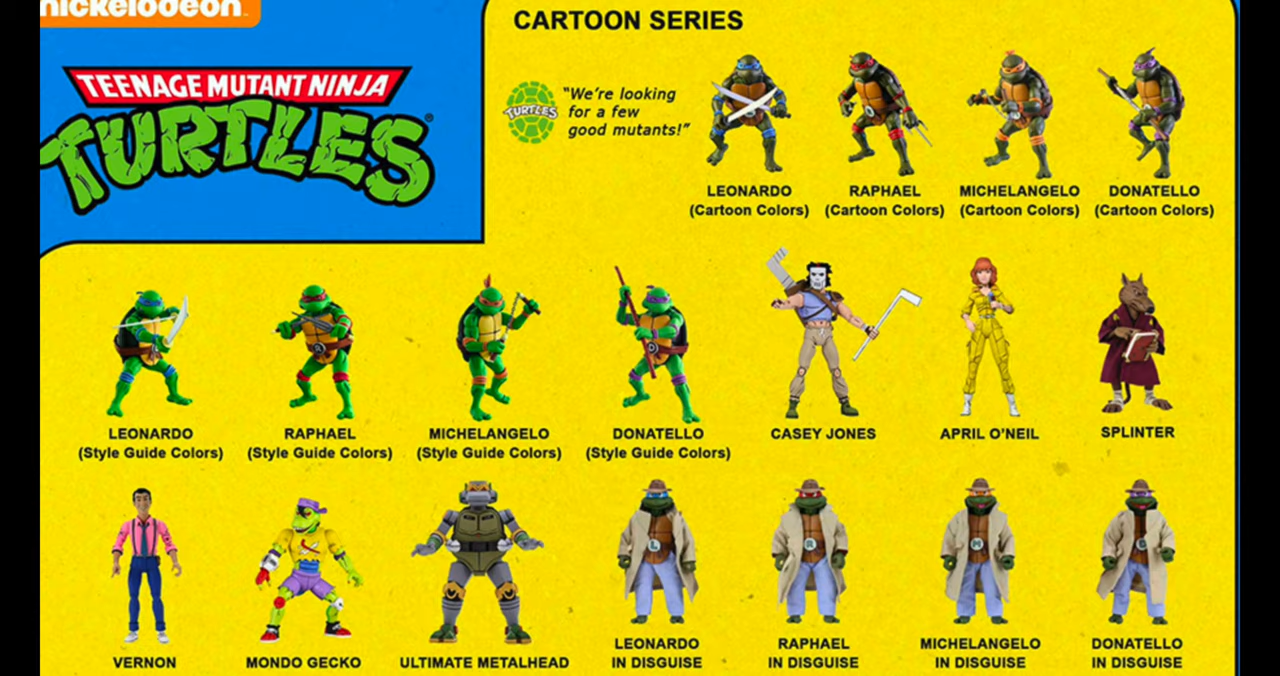 nickelodeon
CARTOON SERIES
TEENAGE MUTANT NINJA
TURTLES®
TURTLES
“We’re looking
for a few
good mutants!”
LEONARDO
(Cartoon Colors)
RAPHAEL
(Cartoon Colors)
MICHELANGELO
(Cartoon Colors)
DONATELLO
(Cartoon Colors)
LEONARDO
(Style Guide Colors)
RAPHAEL
(Style Guide Colors)
MICHELANGELO
(Style Guide Colors)
DONATELLO
(Style Guide Colors)
CASEY JONES
APRIL O’NEIL
SPLINTER
VERNON
MONDO GECKO
ULTIMATE METALHEAD
LEONARDO
IN DISGUISE
RAPHAEL
IN DISGUISE
MICHELANGELO
IN DISGUISE
DONATELLO
IN DISGUISE